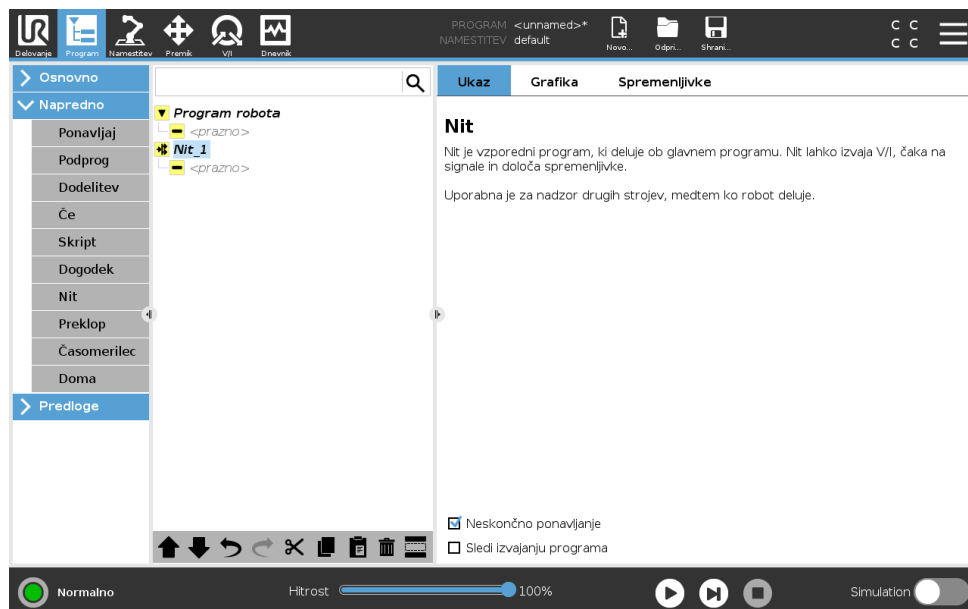 PROGRAM <unnamed>*
NAMESTITEV default
Delovanje Program Namestitev Premik V/I Dnevnik
Novo... Odpri... Shrani...
C C
C C
Osnovno
Napredno
Ponavljaj
Podprog
Dodelitev
Če
Skript
Dogodek
Nit
Preklop
Časomerilec
Doma
Predloge
Program robota
<prazno>
Nit_1
<prazno>
Ukaz Grafika Spremenljivke
Nit
Nit je vzporedni program, ki deluje ob glavnem programu. Nit lahko izvaja V/I, čaka na
signale in določa spremenljivke.
Uporabna je za nadzor drugih strojev, medtem ko robot deluje.
Neskončno ponavljanje
Sledi izvajanju programa
Normalno
Hitrost 100%
Simulation